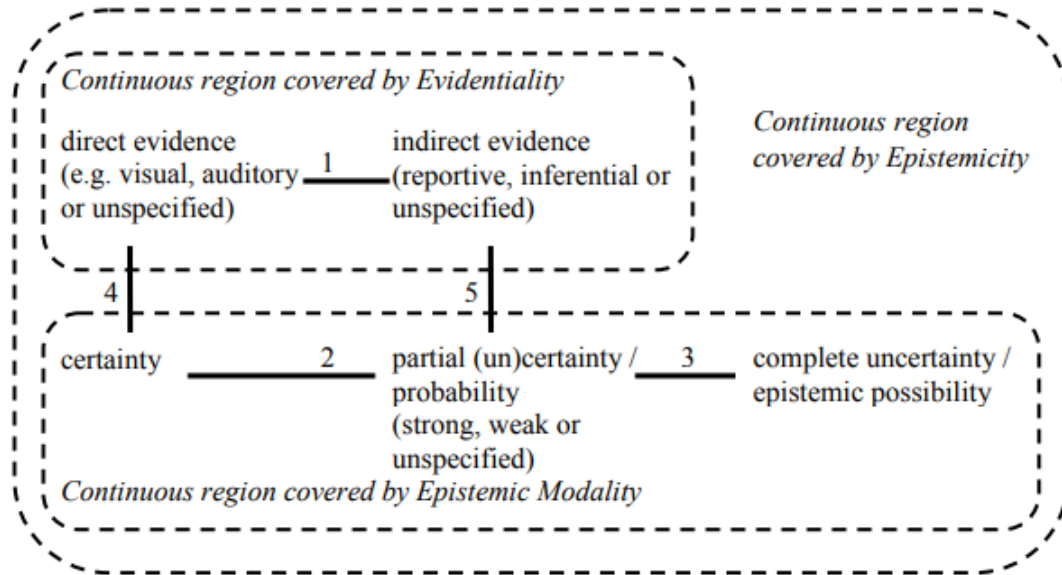 Continuous region covered by Evidentiality
direct evidence
(e.g. visual, auditory
or unspecified)
1
indirect evidence
(reportive, inferential or
unspecified)
Continuous region
covered by Epistemicity
4
5
certainty
2
partial (un)certainty /
probability
(strong, weak or
unspecified)
3
complete uncertainty /
epistemic possibility
Continuous region covered by Epistemic Modality